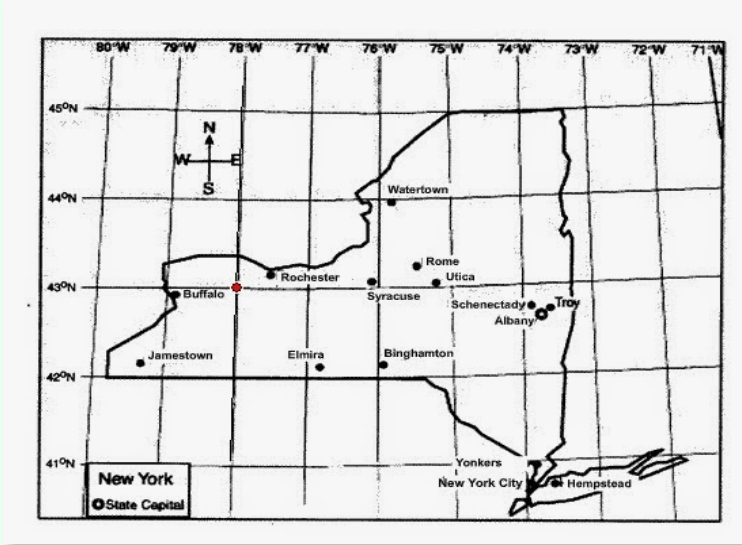 80°W 79°W 78°W 77°W 76°W 75°W 74°W 73°W 72°W 71°W
45°N
N
W E
S
44°N
Watertown
Rome
Rochester
Utica
43°N
Buffalo
Syracuse
Schenectady
Troy
Albany
Jamestown
Elmira
Binghamton
42°N
41°N
Yonkers
New York
New York City
Hempstead
State Capital